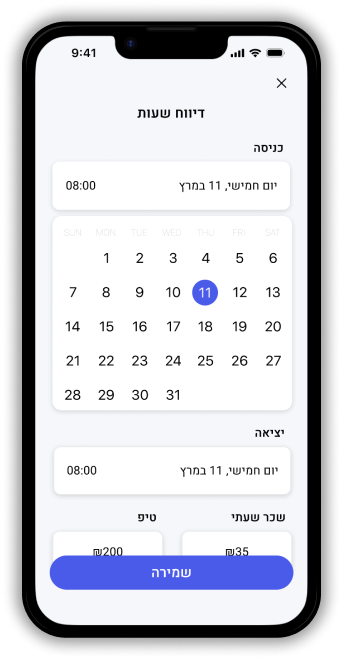 9:41
דיווח שעות
כניסה
יום חמישי, 11 במרץ 08:00
SUN MON TUE WED THU FRI SAT
1 2 3 4 5 6
7 8 9 10 11 12 13
14 15 16 17 18 19 20
21 22 23 24 25 26 27
28 29 30 31
יציאה
יום חמישי, 11 במרץ 08:00
שכר שעתי טיפ
₪35 ₪200
שמירה